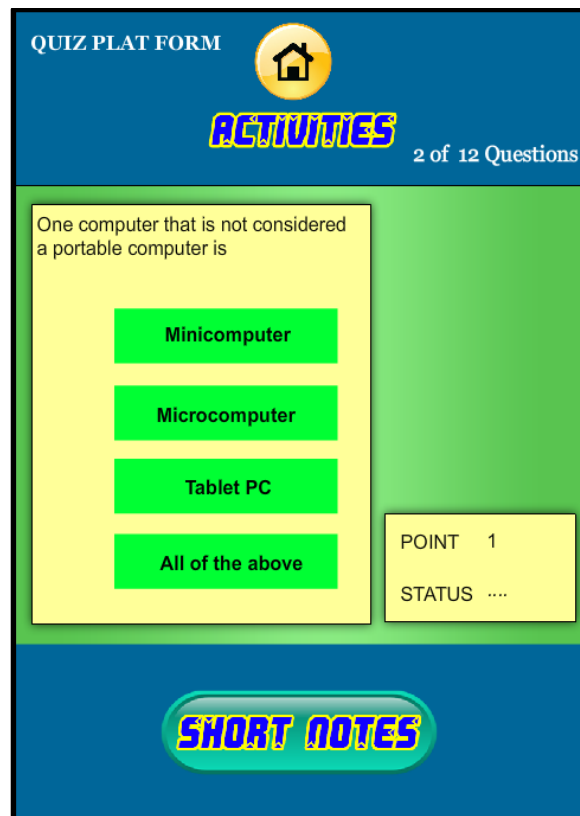 QUIZ PLAT FORM
ACTIVITIES
2 of 12 Questions
One computer that is not considered
a portable computer is
Minicomputer
Microcomputer
Tablet PC
All of the above
POINT 1
STATUS ....
SHORT NOTES